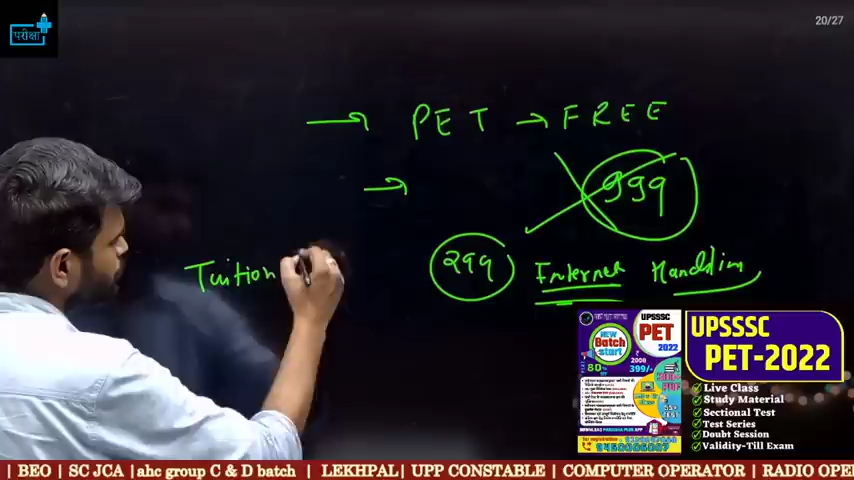 परीक्षा
20/27
→ PET → FREE
→ 999
299 Internet Handling
Tuition
UPSSSC
PET
2022
NEW
Batch
start
80%
2000
399/-
UPSSSC
PET-2022
Live Class
Study Material
Sectional Test
Test Series
Doubt Session
Validity-Till Exam
| BEO | SC JCA | ahc group C & D batch | LEKHPAL | UPP CONSTABLE | COMPUTER OPERATOR | RADIO OPE